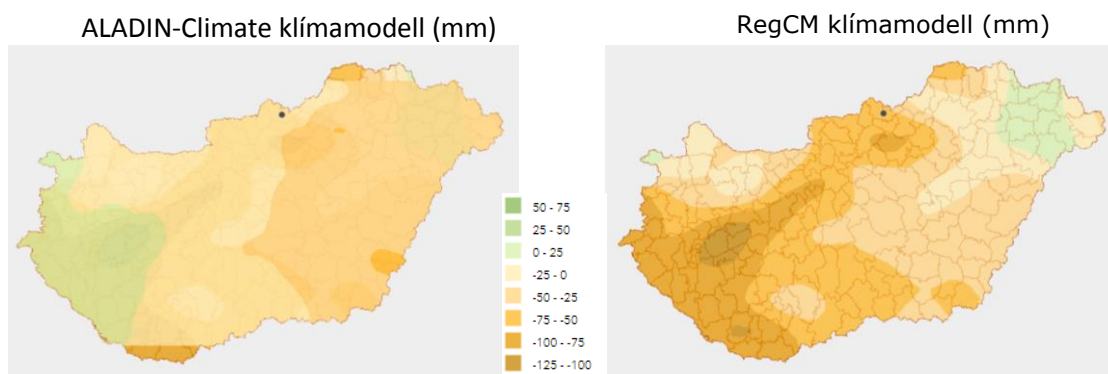 ALADIN-Climate klímamodell (mm)
RegCM klímamodell (mm)
50 - 75
25 - 50
0 - 25
-25 - 0
-50 - -25
-75 - -50
-100 - -75
-125 - -100